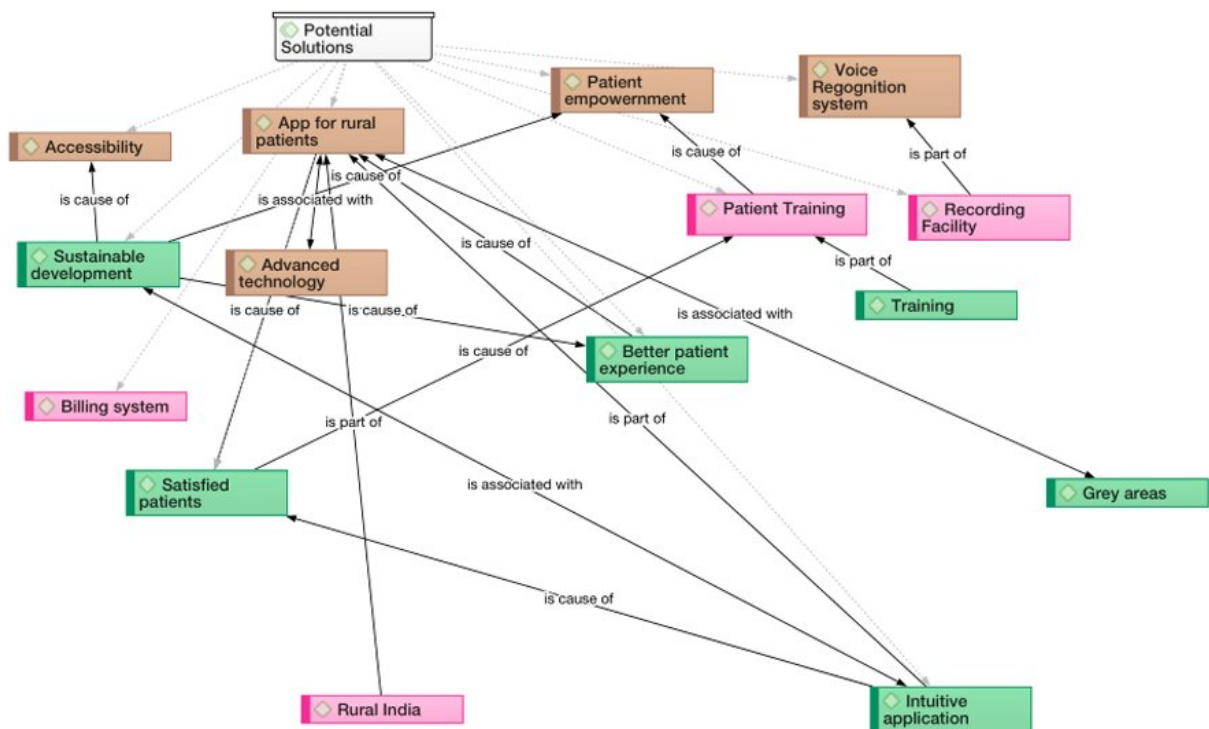 Potential
Solutions
Patient
empowernment
Voice
Regognition
system
App for rural
patients
Accessibility
is cause of
is part of
is cause of
is cause of
is associated with
Patient Training
Recording
Facility
is cause of
Sustainable
development
Advanced
technology
is part of
Training
is cause of
is cause of
is associated with
is cause of
Better patient
experience
Billing system
is part of
is part of
Satisfied
patients
is associated with
Grey areas
is cause of
Rural India
Intuitive
application